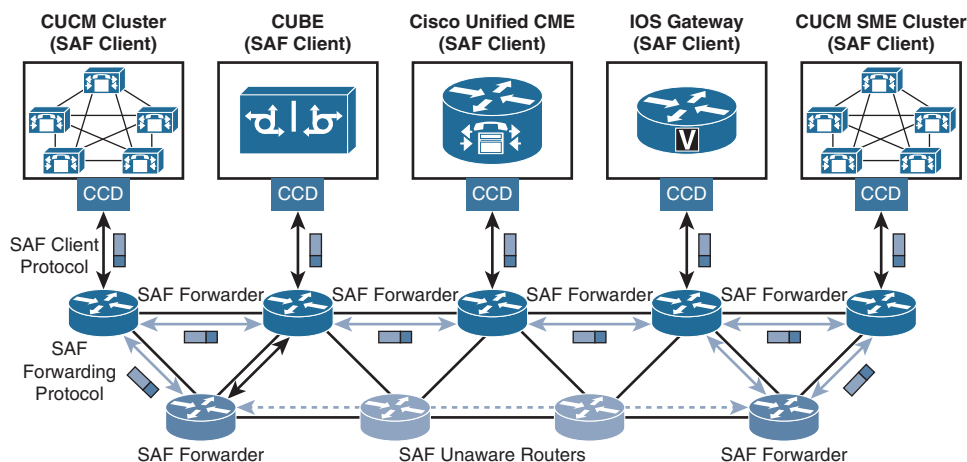 CUCM Cluster
(SAF Client)
CUBE
(SAF Client)
Cisco Unified CME
(SAF Client)
IOS Gateway
(SAF Client)
CUCM SME Cluster
(SAF Client)
V
CCD
CCD
CCD
CCD
CCD
SAF Client
Protocol
SAF Forwarder
SAF Forwarder
SAF Forwarder
SAF Forwarder
SAF
Forwarding
Protocol
SAF Forwarder
SAF Unaware Routers
SAF Forwarder